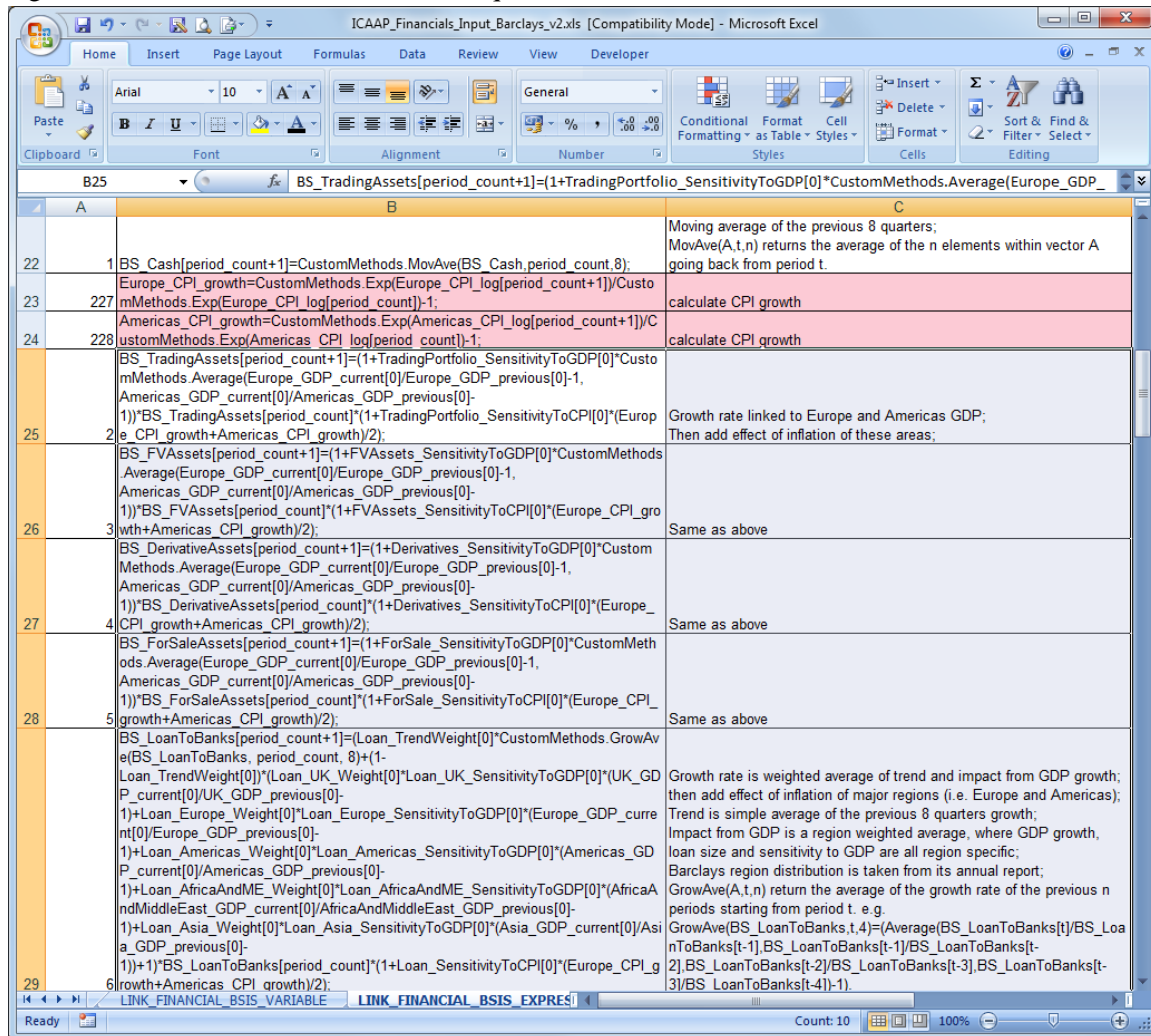 ICAAP_Financials_Input_Barclays_v2.xls [Compatibility Mode] - Microsoft Excel
Home Insert Page Layout Formulas Data Review View Developer
Paste
Arial 10
B I U
General
Conditional Formatting
Format as Table
Cell Styles
Insert
Delete
Format
Sort & Filter
Find & Select
Clipboard Font Alignment Number Styles Cells Editing
B25 fx BS_TradingAssets[period_count+1]=(1+TradingPortfolio_SensitivityToGDP[0]*CustomMethods.Average(Europe_GDP_
A B C
22 1 BS_Cash[period_count+1]=CustomMethods.MovAve(BS_Cash,period_count,8);
Moving average of the previous 8 quarters;
MovAve(A,t,n) returns the average of the n elements within vector A
going back from period t.
23 227
Europe_CPI_growth=CustomMethods.Exp(Europe_CPI_log[period_count+1])/Custo
mMethods.Exp(Europe_CPI_log[period_count])-1;
calculate CPI growth
24 228
Americas_CPI_growth=CustomMethods.Exp(Americas_CPI_log[period_count+1])/C
ustomMethods.Exp(Americas_CPI_log[period_count])-1;
calculate CPI growth
25 2
BS_TradingAssets[period_count+1]=(1+TradingPortfolio_SensitivityToGDP[0]*Custo
mMethods.Average(Europe_GDP_current[0]/Europe_GDP_previous[0]-1,
Americas_GDP_current[0]/Americas_GDP_previous[0]-
1))*BS_TradingAssets[period_count]*(1+TradingPortfolio_SensitivityToCPI[0]*(Europ
e_CPI_growth+Americas_CPI_growth)/2);
Growth rate linked to Europe and Americas GDP;
Then add effect of inflation of these areas;
26 3
BS_FVAssets[period_count+1]=(1+FVAssets_SensitivityToGDP[0]*CustomMethods
.Average(Europe_GDP_current[0]/Europe_GDP_previous[0]-1,
Americas_GDP_current[0]/Americas_GDP_previous[0]-
1))*BS_FVAssets[period_count]*(1+FVAssets_SensitivityToCPI[0]*(Europe_CPI_gro
wth+Americas_CPI_growth)/2);
Same as above
27 4
BS_DerivativeAssets[period_count+1]=(1+Derivatives_SensitivityToGDP[0]*Custom
Methods.Average(Europe_GDP_current[0]/Europe_GDP_previous[0]-1,
Americas_GDP_current[0]/Americas_GDP_previous[0]-
1))*BS_DerivativeAssets[period_count]*(1+Derivatives_SensitivityToCPI[0]*(Europe_
CPI_growth+Americas_CPI_growth)/2);
Same as above
28 5
BS_ForSaleAssets[period_count+1]=(1+ForSale_SensitivityToGDP[0]*CustomMeth
ods.Average(Europe_GDP_current[0]/Europe_GDP_previous[0]-1,
Americas_GDP_current[0]/Americas_GDP_previous[0]-
1))*BS_ForSaleAssets[period_count]*(1+ForSale_SensitivityToCPI[0]*(Europe_CPI_
growth+Americas_CPI_growth)/2);
Same as above
29 6
BS_LoanToBanks[period_count+1]=(Loan_TrendWeight[0]*CustomMethods.GrowAv
e(BS_LoanToBanks, period_count, 8)+(1-
Loan_TrendWeight[0])*(Loan_UK_Weight[0]*Loan_UK_SensitivityToGDP[0]*(UK_GD
P_current[0]/UK_GDP_previous[0]-
1)+Loan_Europe_Weight[0]*Loan_Europe_SensitivityToGDP[0]*(Europe_GDP_curre
nt[0]/Europe_GDP_previous[0]-
1)+Loan_Americas_Weight[0]*Loan_Americas_SensitivityToGDP[0]*(Americas_GD
P_current[0]/Americas_GDP_previous[0]-
1)+Loan_AfricaAndME_Weight[0]*Loan_AfricaAndME_SensitivityToGDP[0]*(AfricaA
ndMiddleEast_GDP_current[0]/AfricaAndMiddleEast_GDP_previous[0]-
1)+Loan_Asia_Weight[0]*Loan_Asia_SensitivityToGDP[0]*(Asia_GDP_current[0]/Asi
a_GDP_previous[0]-
1))+1)*BS_LoanToBanks[period_count]*(1+Loan_SensitivityToCPI[0]*(Europe_CPI_g
rowth+Americas_CPI_growth)/2);
Growth rate is weighted average of trend and impact from GDP growth;
then add effect of inflation of major regions (i.e. Europe and Americas);
Trend is simple average of the previous 8 quarters growth;
Impact from GDP is a region weighted average, where GDP growth,
loan size and sensitivity to GDP are all region specific;
Barclays region distribution is taken from its annual report;
GrowAve(A,t,n) return the average of the growth rate of the previous n
periods starting from period t. e.g.
GrowAve(BS_LoanToBanks,t,4)=(Average(BS_LoanToBanks[t]/BS_Loa
nToBanks[t-1],BS_LoanToBanks[t-1]/BS_LoanToBanks[t-
2],BS_LoanToBanks[t-2]/BS_LoanToBanks[t-3],BS_LoanToBanks[t-
3]/BS_LoanToBanks[t-4])-1).
LINK_FINANCIAL_BSIS_VARIABLE LINK_FINANCIAL_BSIS_EXPRES
Ready Count: 10 100%